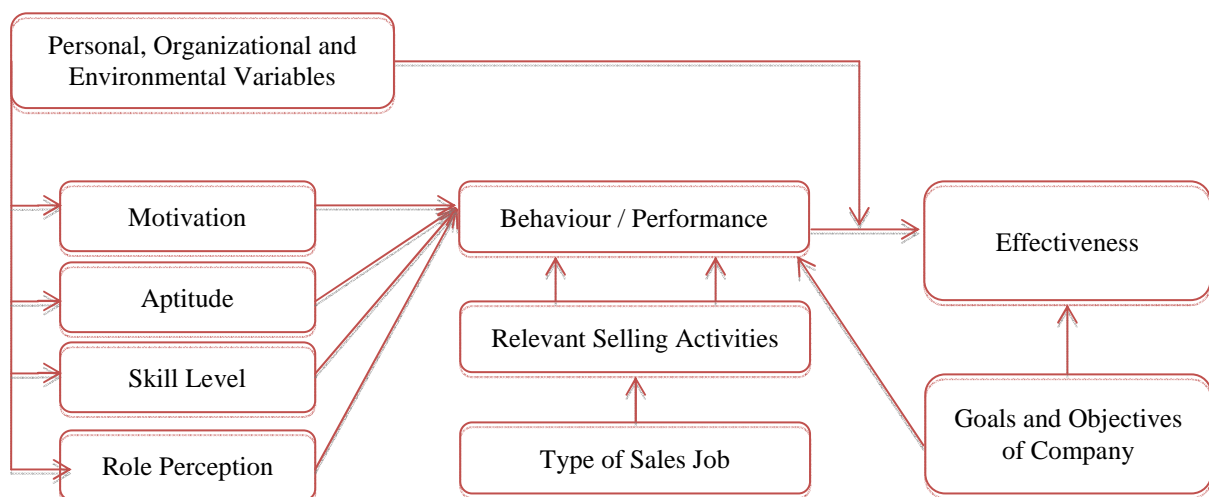 Personal, Organizational and
Environmental Variables
Motivation
Behaviour / Performance
Effectiveness
Aptitude
Relevant Selling Activities
Skill Level
Goals and Objectives
of Company
Role Perception
Type of Sales Job